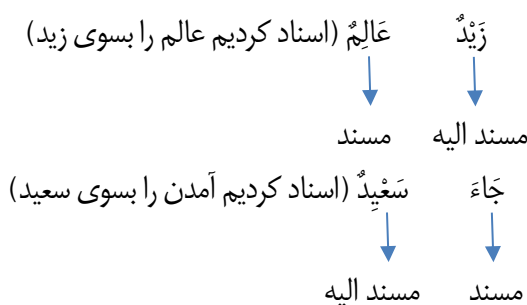 زَيْدٌ عَالِمٌ (اسناد کردیم عالم را بسوی زید)
مسند الیه مسند
جَاءَ سَعْیِدٌ (اسناد کردیم آمدن را بسوی سعید)
مسند مسند الیه